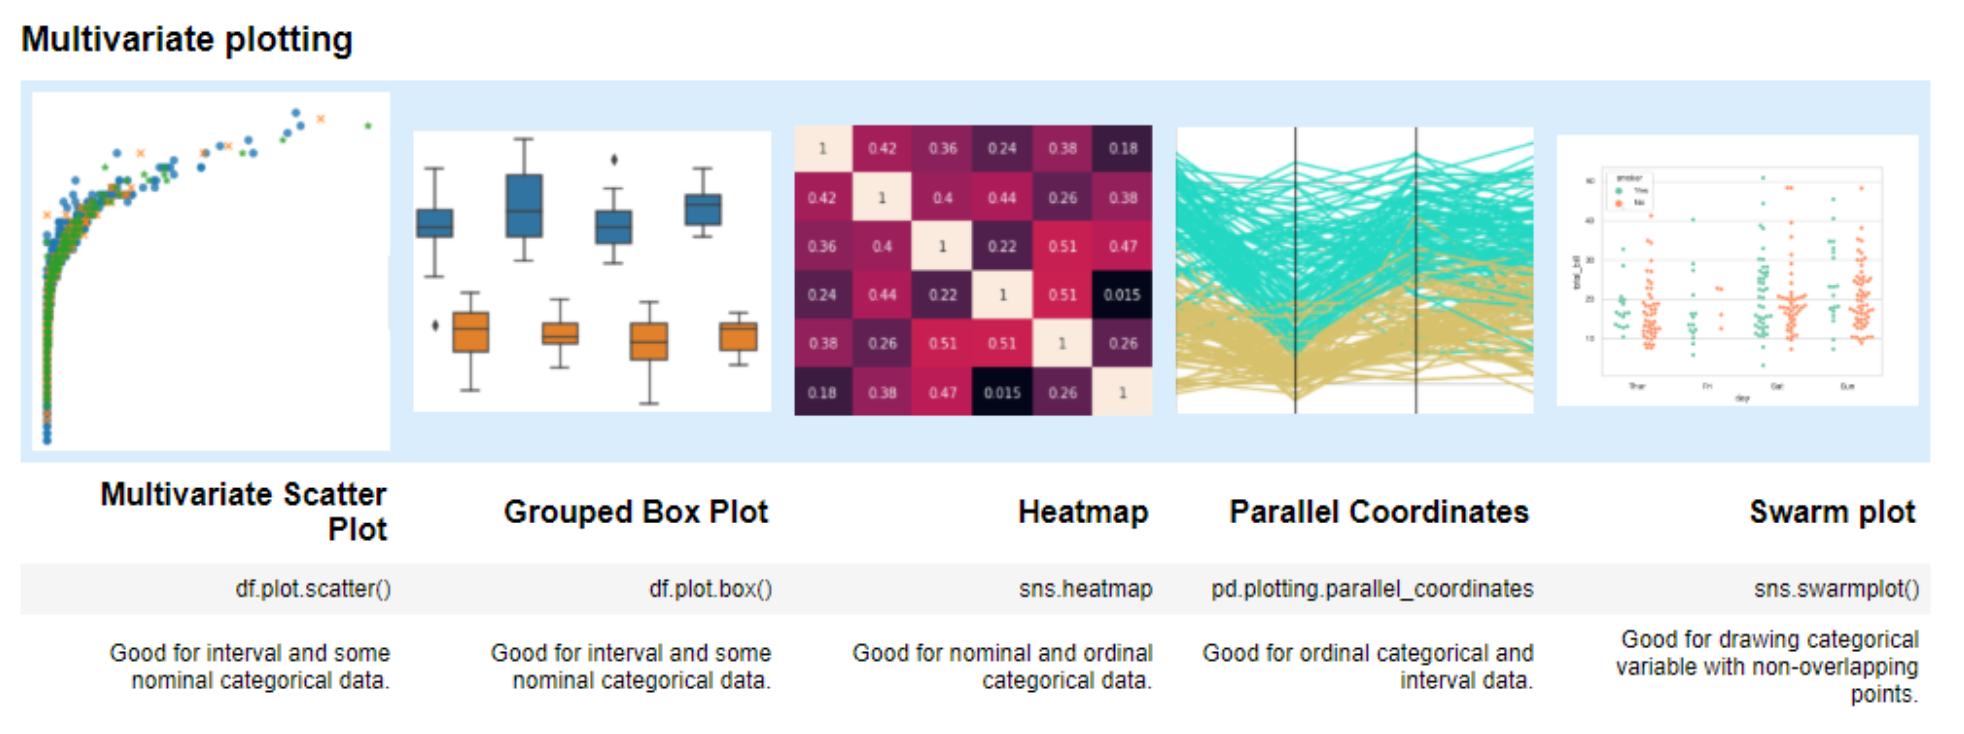 Multivariate plotting
1 0.42 0.36 0.24 0.38 0.18
0.42 1 0.4 0.44 0.26 0.38
0.36 0.4 1 0.22 0.51 0.47
0.24 0.44 0.22 1 0.51 0.015
0.38 0.26 0.51 0.51 1 0.26
0.18 0.38 0.47 0.015 0.26 1
smoker
Yes
No
40
30
20
10
total_bill
Thur Fri Sat Sun
day
Multivariate Scatter
Plot
Grouped Box Plot
Heatmap
Parallel Coordinates
Swarm plot
df.plot.scatter()
df.plot.box()
sns.heatmap
pd.plotting.parallel_coordinates
sns.swarmplot()
Good for interval and some
nominal categorical data.
Good for interval and some
nominal categorical data.
Good for nominal and ordinal
categorical data.
Good for ordinal categorical and
interval data.
Good for drawing categorical
variable with non-overlapping
points.